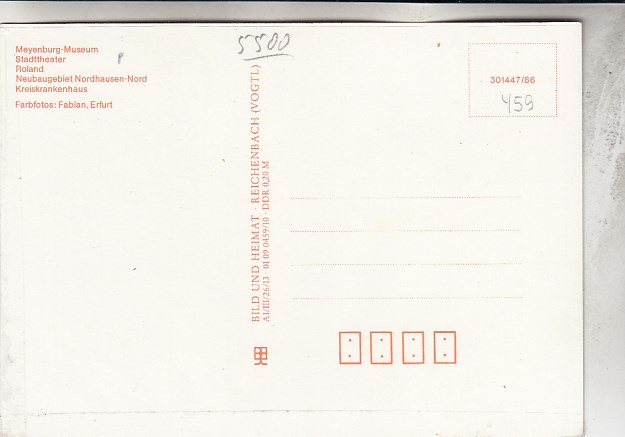 Meyenburg-Museum
Stadttheater
Roland
Neubaugebiet Nordhausen-Nord
Kreiskrankenhaus
Farbfotos: Fabian, Erfurt
5500
BILD UND HEIMAT · REICHENBACH (VOGTL)
A1/III/26/13 · 01 09 0459/10 · DDR 0,20 M
301447/86
459